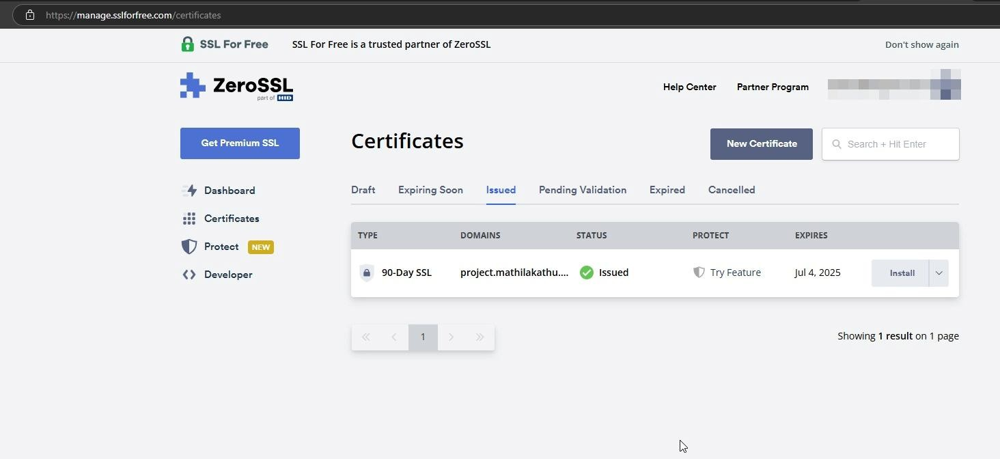 https://manage.sslforfree.com/certificates
SSL For Free SSL For Free is a trusted partner of ZeroSSL Don't show again
ZeroSSL
part of HID
Help Center Partner Program
Get Premium SSL
Certificates
New Certificate Search + Hit Enter
Dashboard
Certificates
Protect NEW
Developer
Draft Expiring Soon Issued Pending Validation Expired Cancelled
TYPE DOMAINS STATUS PROTECT EXPIRES
90-Day SSL project.mathilakathu.... Issued Try Feature Jul 4, 2025 Install
« ‹ 1 › »
Showing 1 result on 1 page